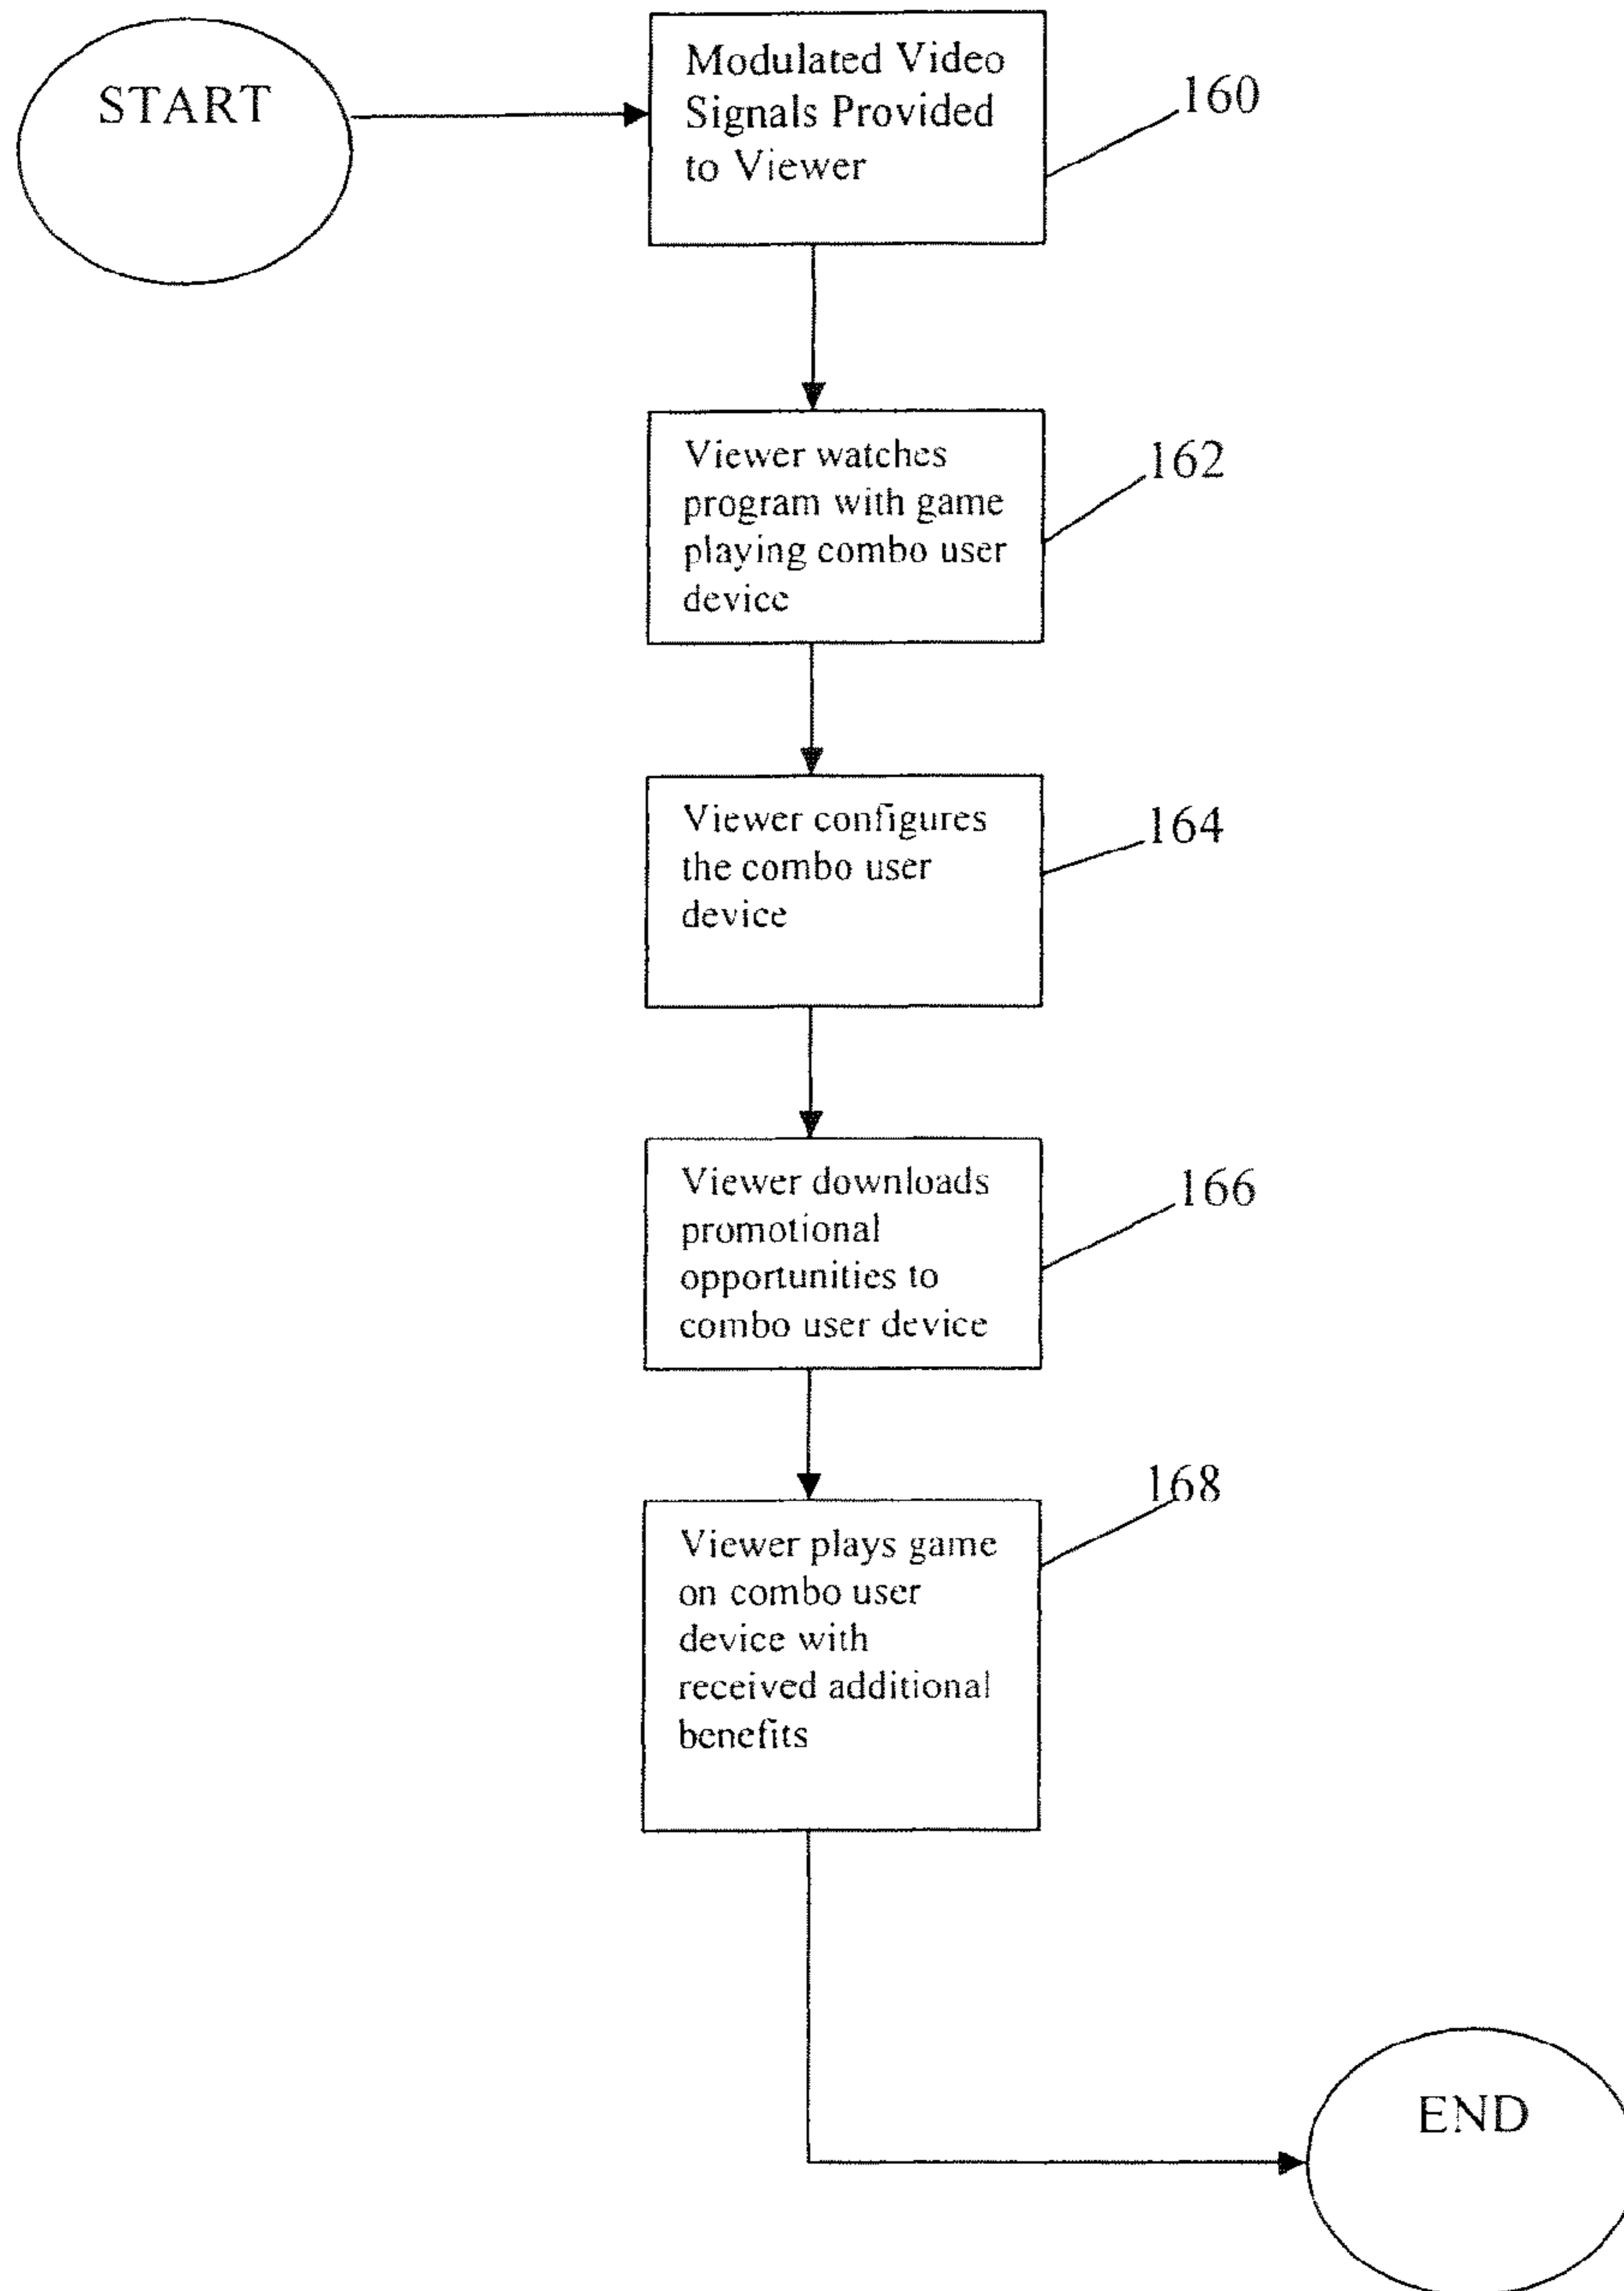 START
Modulated Video
Signals Provided
to Viewer
160
Viewer watches
program with game
playing combo user
device
162
Viewer configures
the combo user
device
164
Viewer downloads
promotional
opportunities to
combo user device
166
Viewer plays game
on combo user
device with
received additional
benefits
168
END